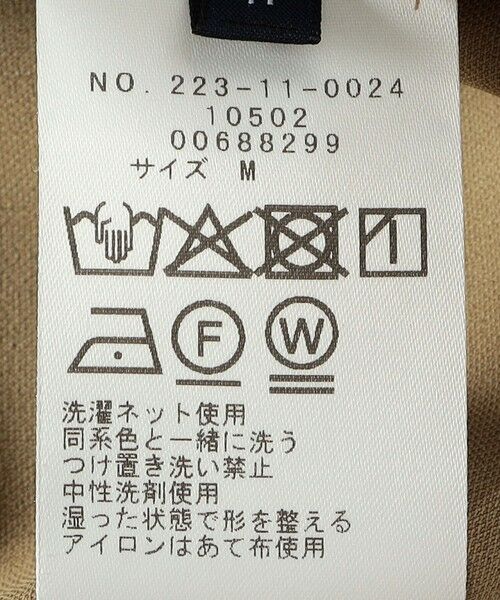 NO. 223-11-0024
10502
00688299
サイズ M
F
W
洗濯ネット使用
同系色と一緒に洗う
つけ置き洗い禁止
中性洗剤使用
湿った状態で形を整える
アイロンはあて布使用